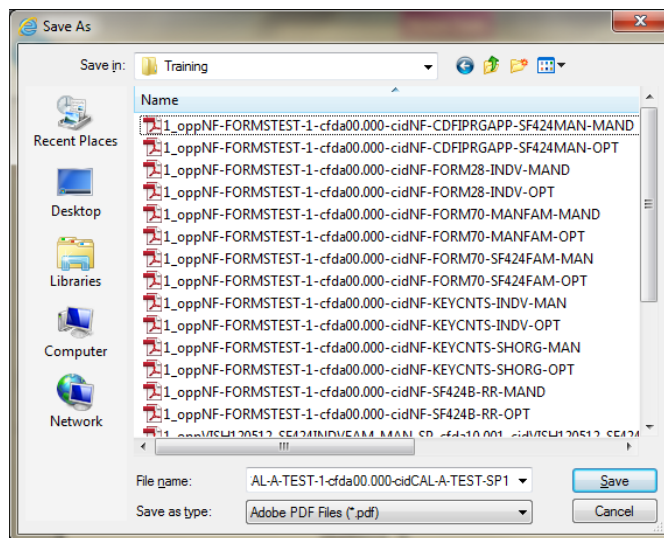 Save As
Save in:
Training
Recent Places
Desktop
Libraries
Computer
Network
Name
1_oppNF-FORMSTEST-1-cfda00.000-cidNF-CDFIPRGAPP-SF424MAN-MAND
1_oppNF-FORMSTEST-1-cfda00.000-cidNF-CDFIPRGAPP-SF424MAN-OPT
1_oppNF-FORMSTEST-1-cfda00.000-cidNF-FORM28-INDV-MAND
1_oppNF-FORMSTEST-1-cfda00.000-cidNF-FORM28-INDV-OPT
1_oppNF-FORMSTEST-1-cfda00.000-cidNF-FORM70-MANFAM-MAND
1_oppNF-FORMSTEST-1-cfda00.000-cidNF-FORM70-MANFAM-OPT
1_oppNF-FORMSTEST-1-cfda00.000-cidNF-FORM70-SF424FAM-MAN
1_oppNF-FORMSTEST-1-cfda00.000-cidNF-FORM70-SF424FAM-OPT
1_oppNF-FORMSTEST-1-cfda00.000-cidNF-KEYCNTS-INDV-MAN
1_oppNF-FORMSTEST-1-cfda00.000-cidNF-KEYCNTS-INDV-OPT
1_oppNF-FORMSTEST-1-cfda00.000-cidNF-KEYCNTS-SHORG-MAN
1_oppNF-FORMSTEST-1-cfda00.000-cidNF-KEYCNTS-SHORG-OPT
1_oppNF-FORMSTEST-1-cfda00.000-cidNF-SF424B-RR-MAND
1_oppNF-FORMSTEST-1-cfda00.000-cidNF-SF424B-RR-OPT
1_oppVISH120512_SF424INDVFAM_MAN_SP_cfda10.001_cidVISH120512_SF424
File name:
AL-A-TEST-1-cfda00.000-cidCAL-A-TEST-SP1
Save
Save as type:
Adobe PDF Files (*.pdf)
Cancel